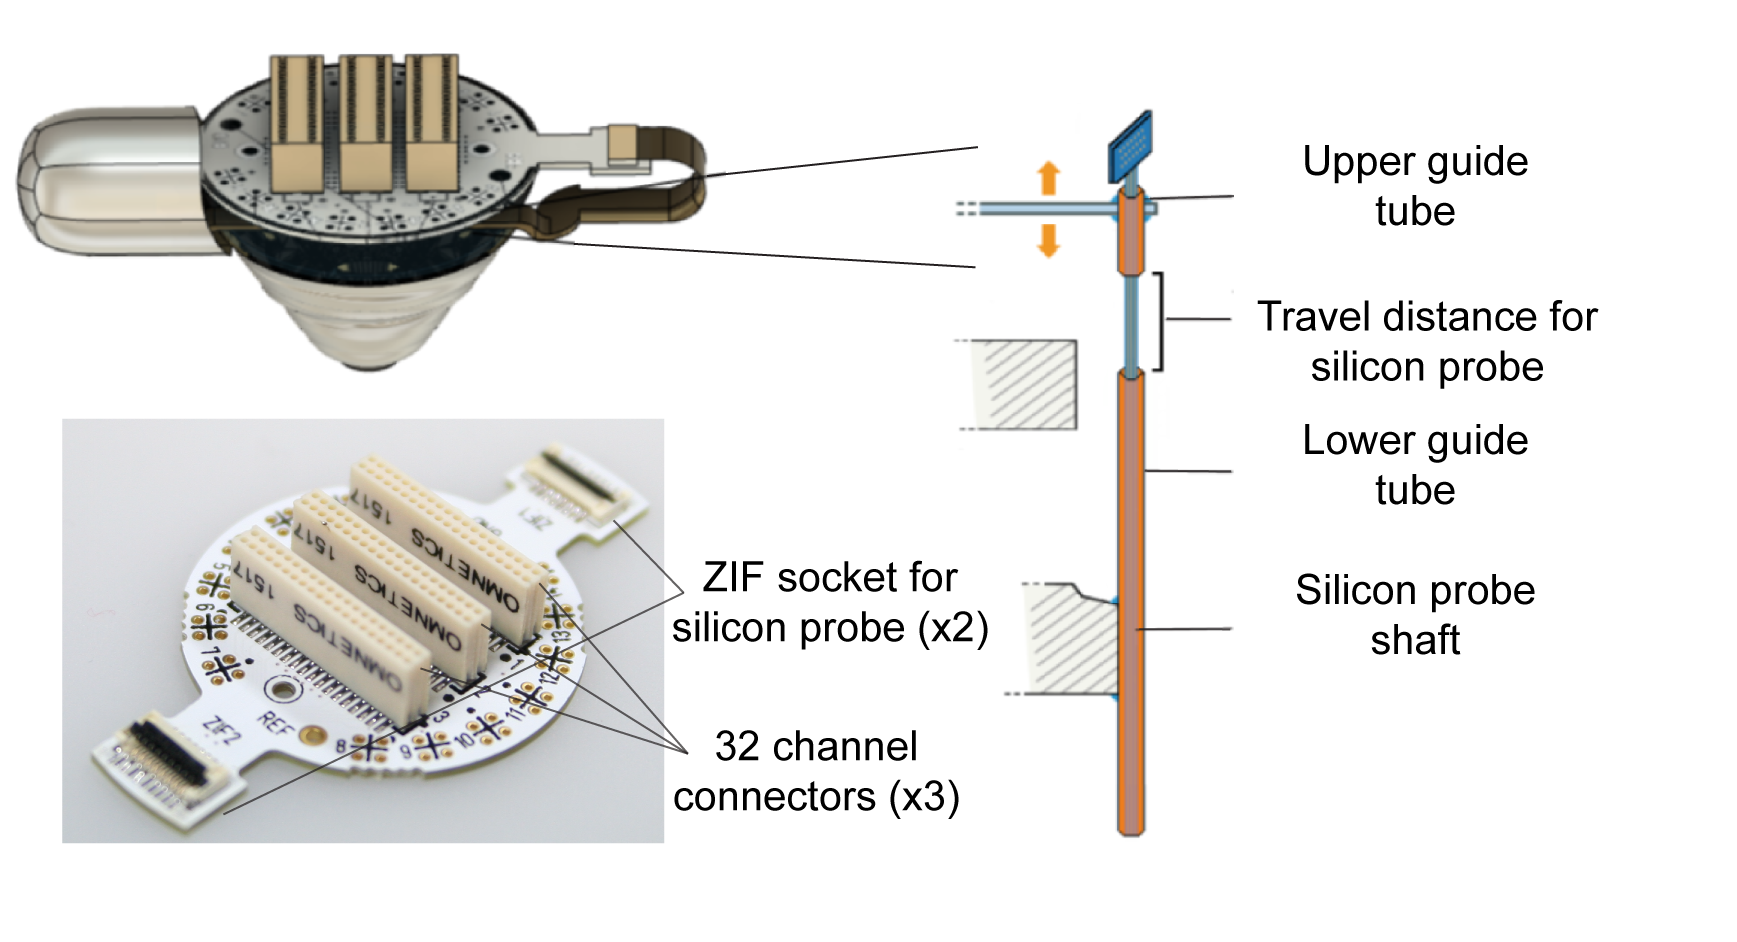 Upper guide
tube
Travel distance for
silicon probe
Lower guide
tube
Silicon probe
shaft
ZIF socket for
silicon probe (x2)
32 channel
connectors (x3)
OMNETICS 1517
OMNETICS 1517
OMNETICS 1517
ZIF1
ZIF2
REF
5
6
7
8
9
10
11
12
13
1
3